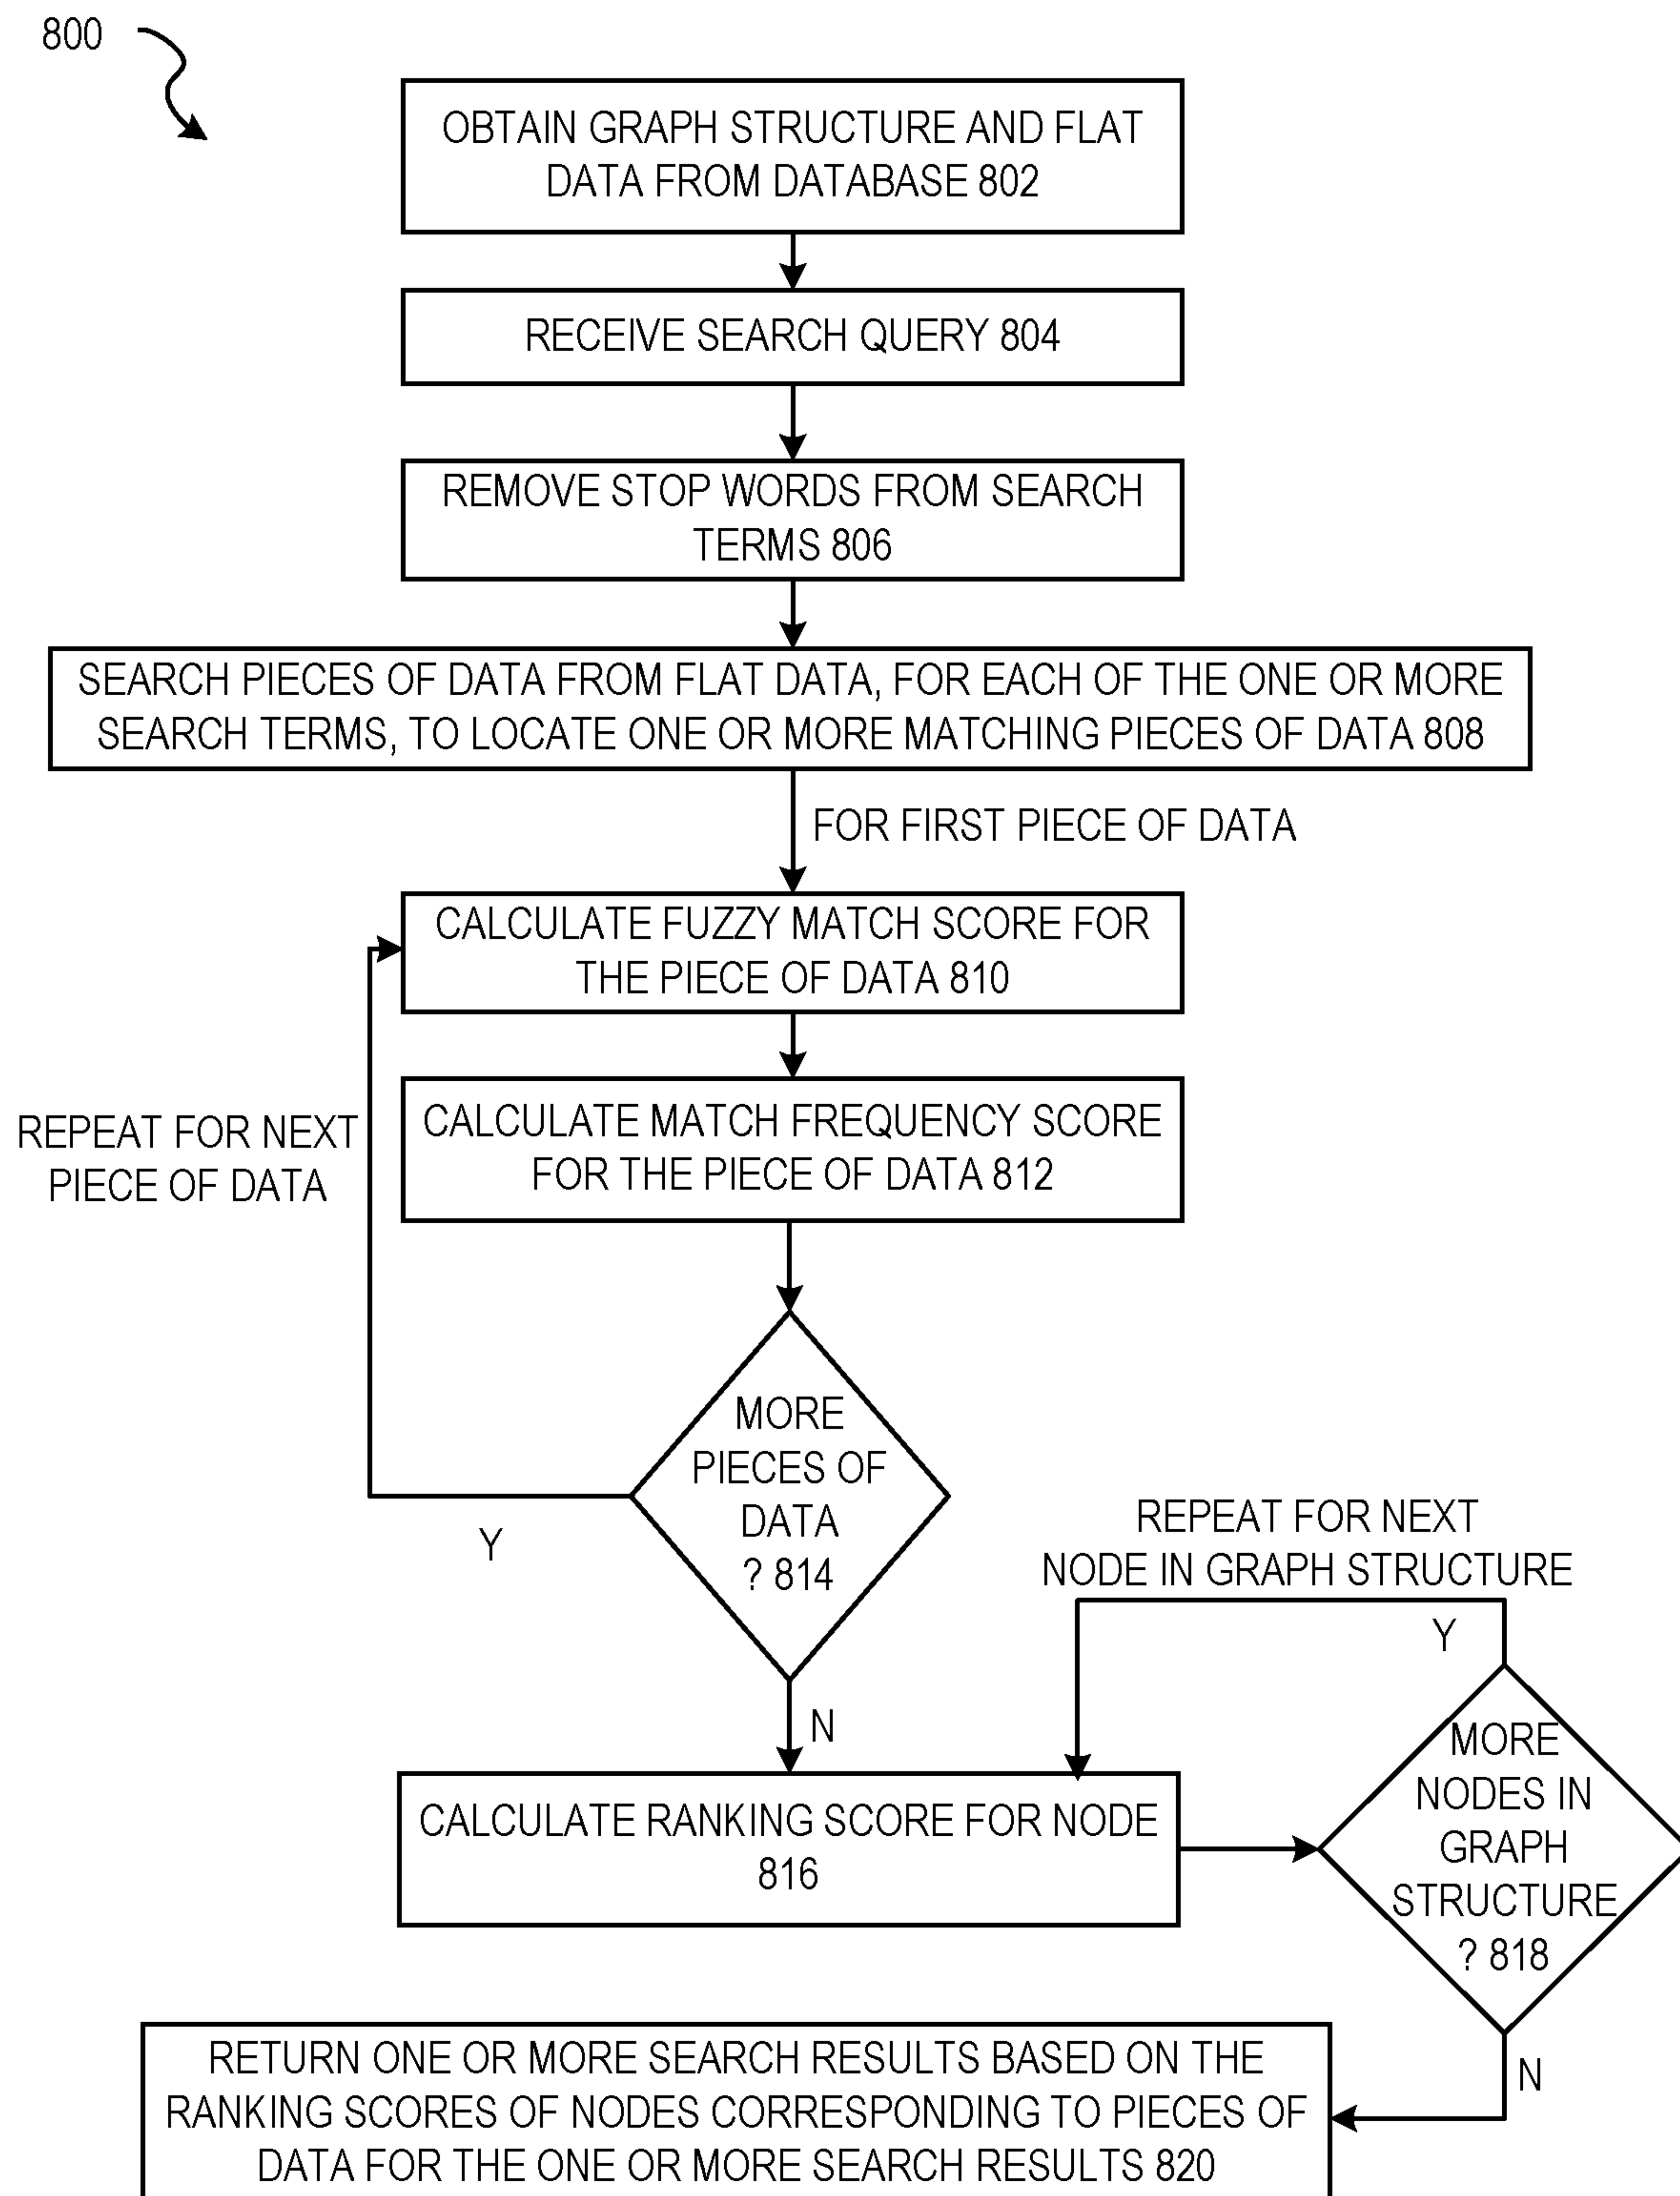 800
OBTAIN GRAPH STRUCTURE AND FLAT
DATA FROM DATABASE 802
RECEIVE SEARCH QUERY 804
REMOVE STOP WORDS FROM SEARCH
TERMS 806
SEARCH PIECES OF DATA FROM FLAT DATA, FOR EACH OF THE ONE OR MORE
SEARCH TERMS, TO LOCATE ONE OR MORE MATCHING PIECES OF DATA 808
FOR FIRST PIECE OF DATA
CALCULATE FUZZY MATCH SCORE FOR
THE PIECE OF DATA 810
REPEAT FOR NEXT
PIECE OF DATA
CALCULATE MATCH FREQUENCY SCORE
FOR THE PIECE OF DATA 812
MORE
PIECES OF
DATA
? 814
Y
N
REPEAT FOR NEXT
NODE IN GRAPH STRUCTURE
Y
CALCULATE RANKING SCORE FOR NODE
816
MORE
NODES IN
GRAPH
STRUCTURE
? 818
N
RETURN ONE OR MORE SEARCH RESULTS BASED ON THE
RANKING SCORES OF NODES CORRESPONDING TO PIECES OF
DATA FOR THE ONE OR MORE SEARCH RESULTS 820